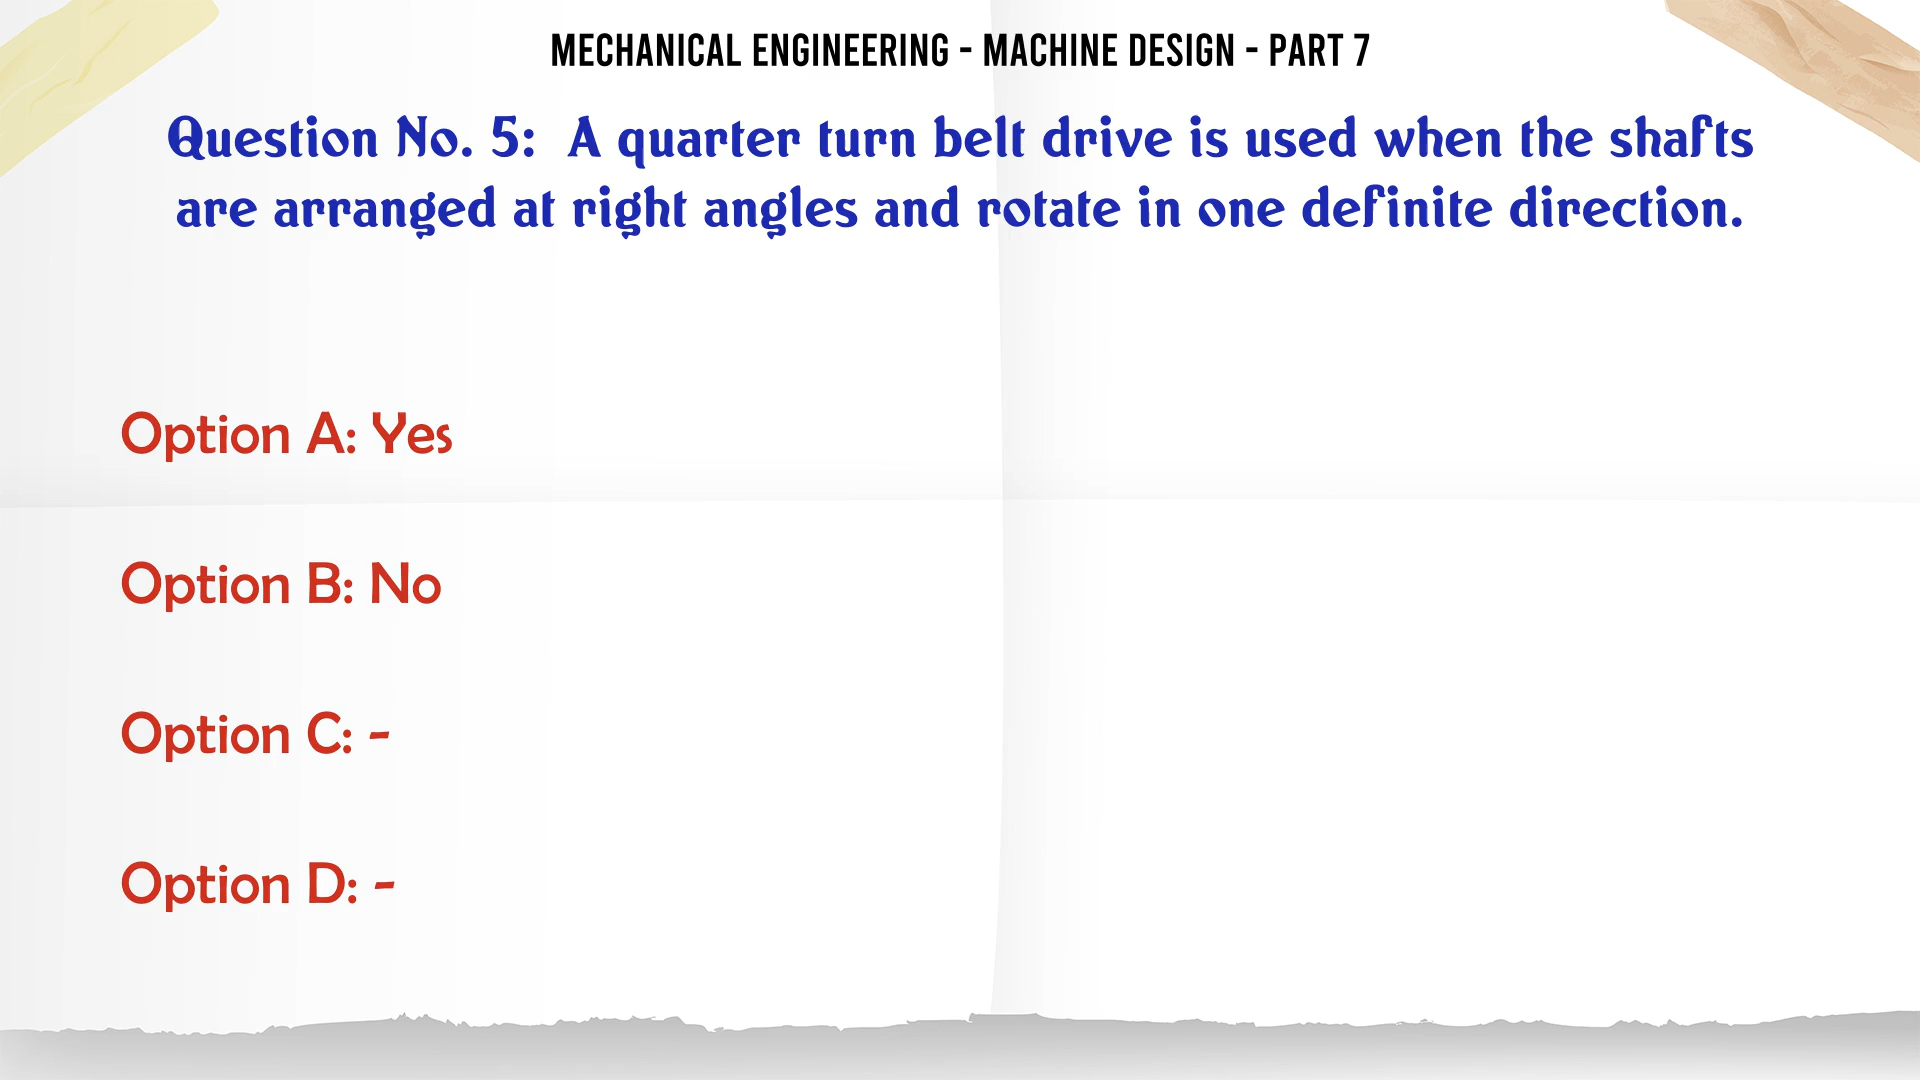 MECHANICAL ENGINEERING - MACHINE DESIGN - PART 7
Question No. 5: A quarter turn belt drive is used when the shafts
are arranged at right angles and rotate in one definite direction.
Option A: Yes
Option B: No
Option C: -
Option D: -